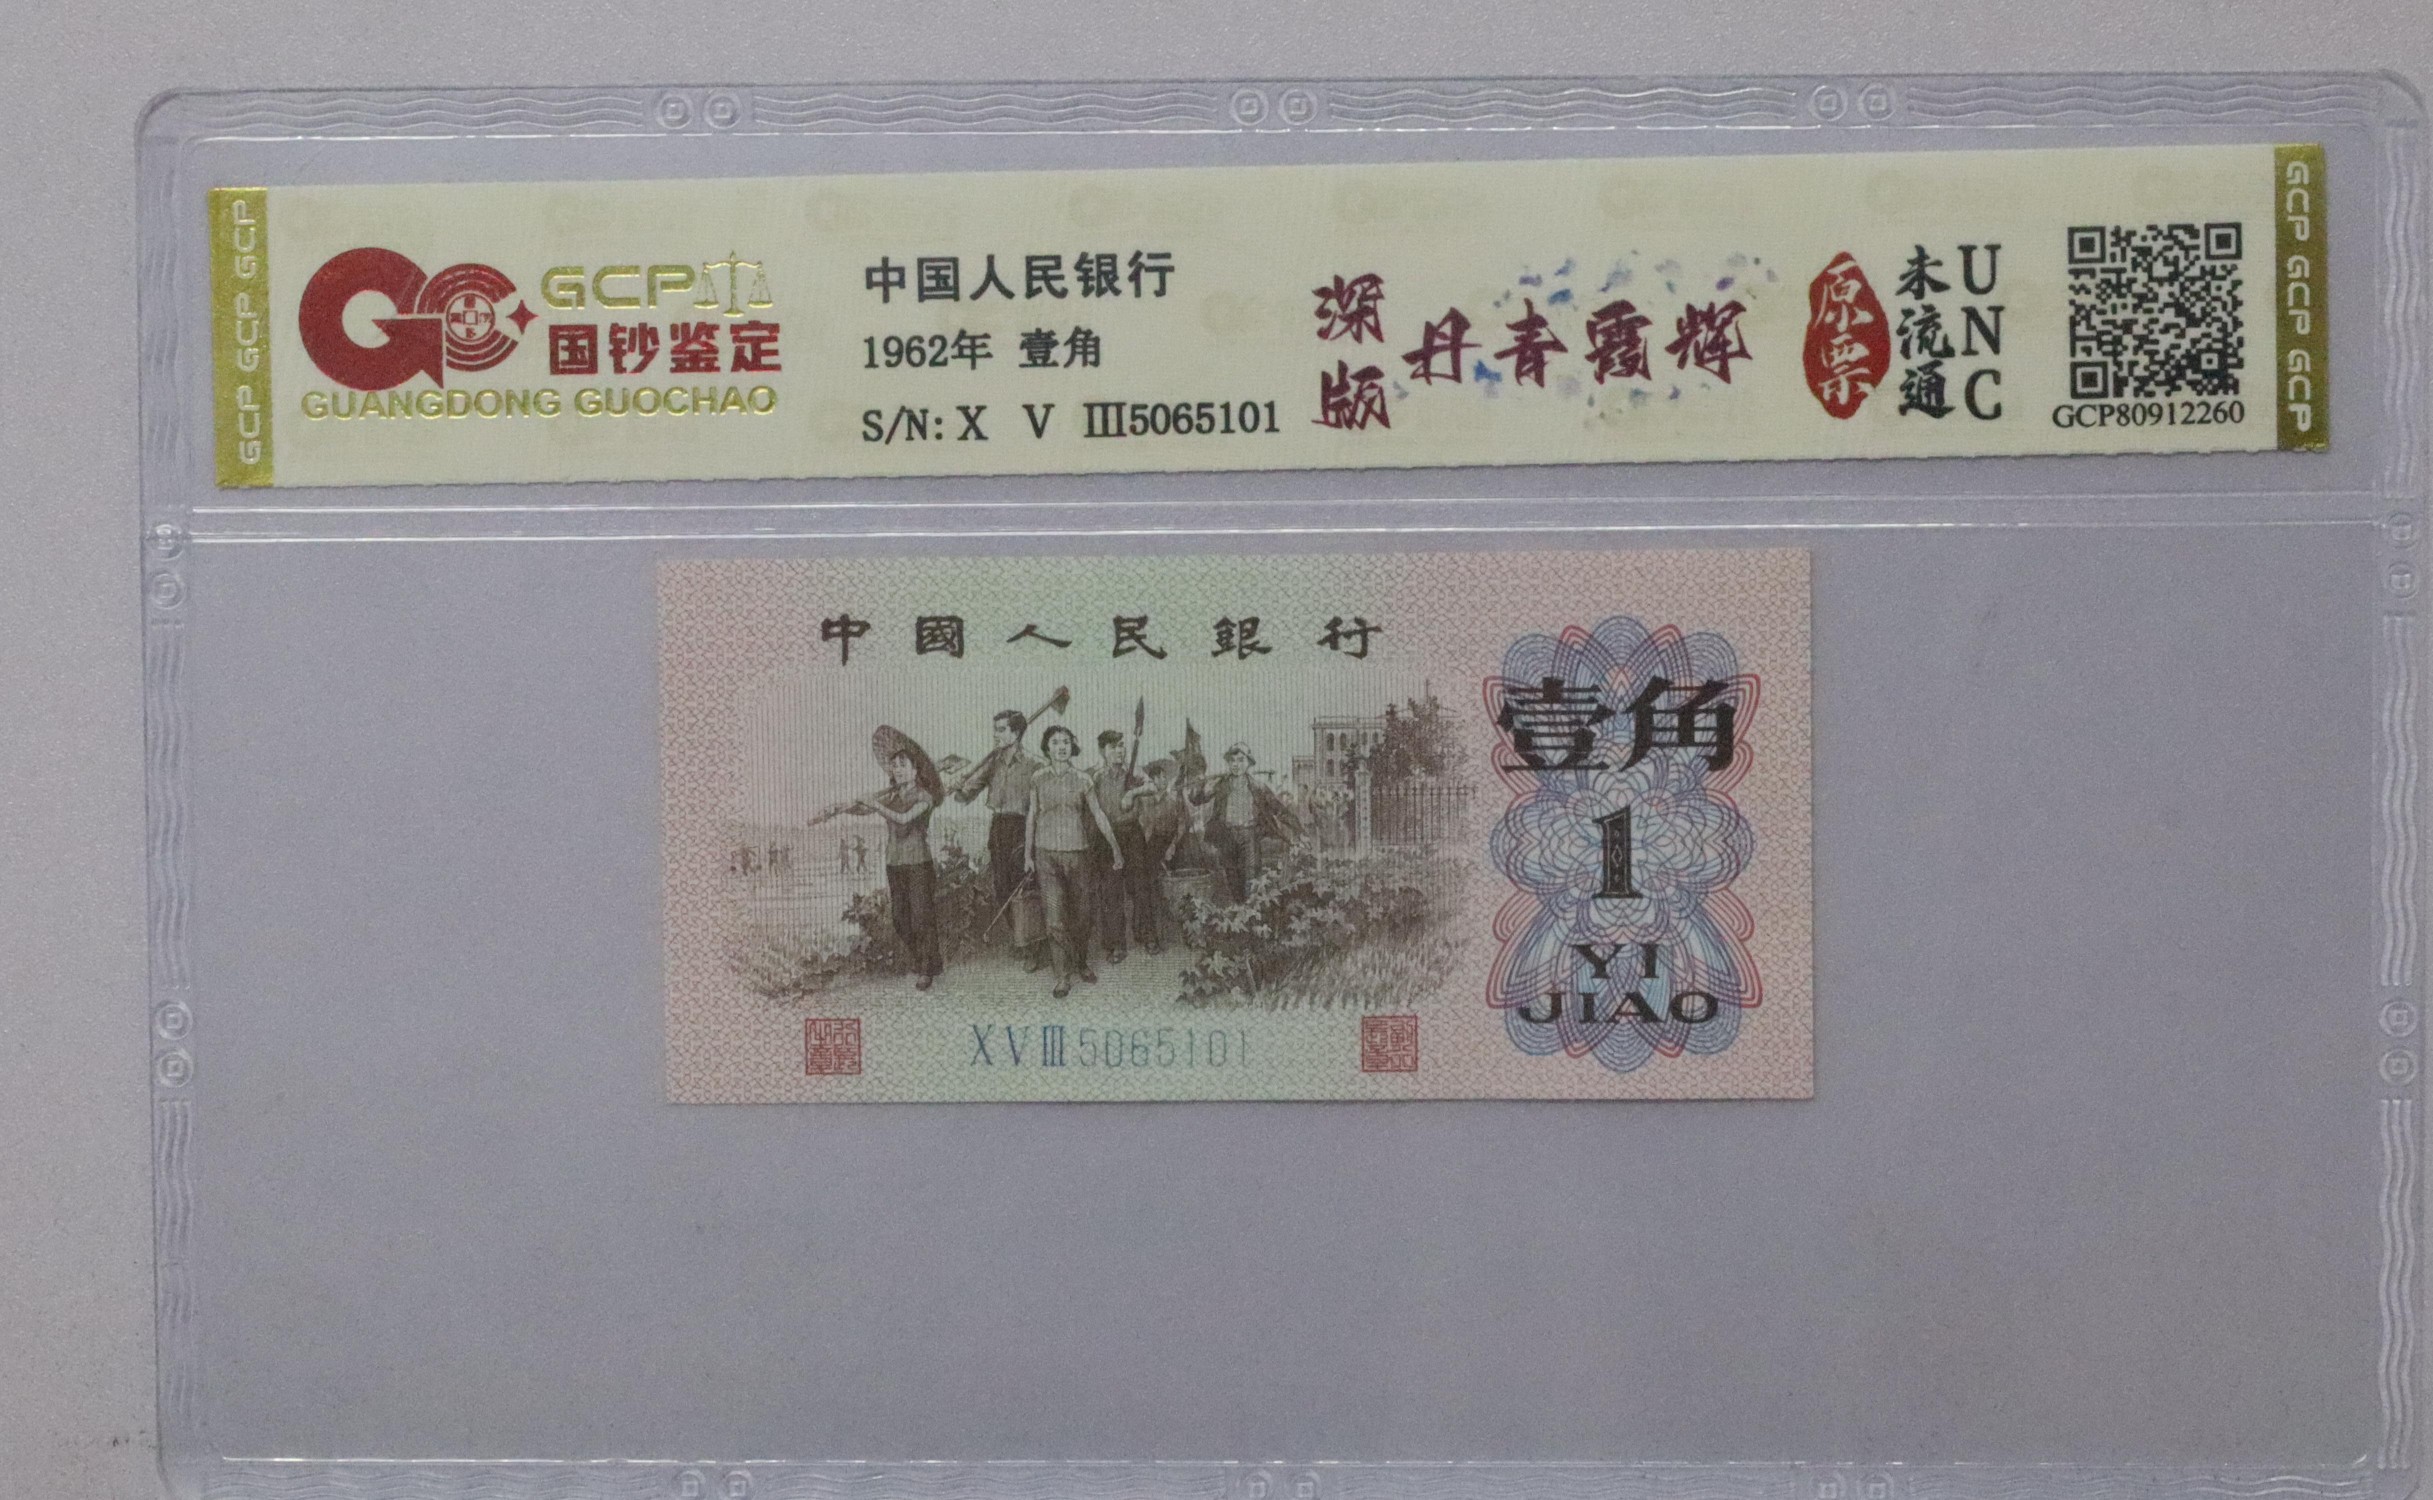 GCP GCP GCP
GCP
国钞鉴定
GUANGDONG GUOCHAO
中国人民银行
1962年 壹角
S/N: X V III5065101
深版
丹青霞辉
原票
未流通
UNC
GCP80912260
GCP GCP GCP
中國人民銀行
壹角
1
YI
JIAO
X V III 5065101